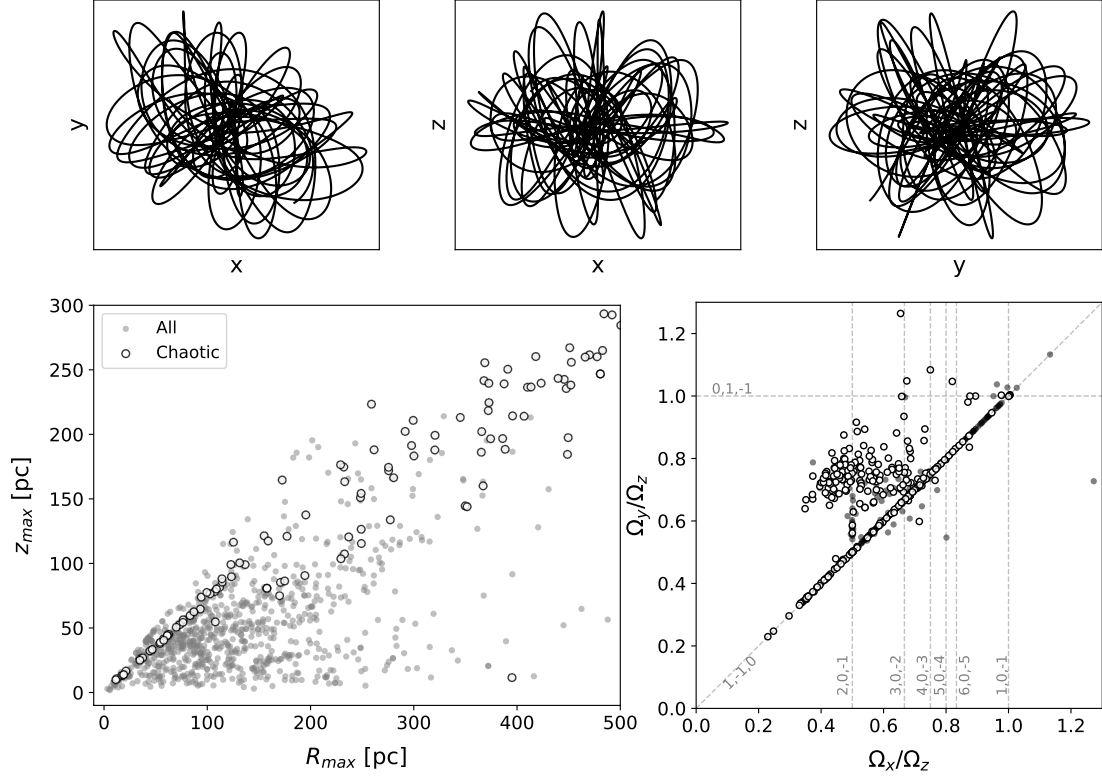 y
x
z
x
z
y
300
250
200
150
100
50
0
z_max [pc]
All
Chaotic
0
100
200
300
400
500
R_max [pc]
1.2
1.0
0.8
0.6
0.4
0.2
0.0
Ω_y/Ω_z
0,1,-1
1,-1,0
2,0,-1
3,0,-2
4,0,-3
5,0,-4
6,0,-5
1,0,-1
0.0
0.2
0.4
0.6
0.8
1.0
1.2
Ω_x/Ω_z